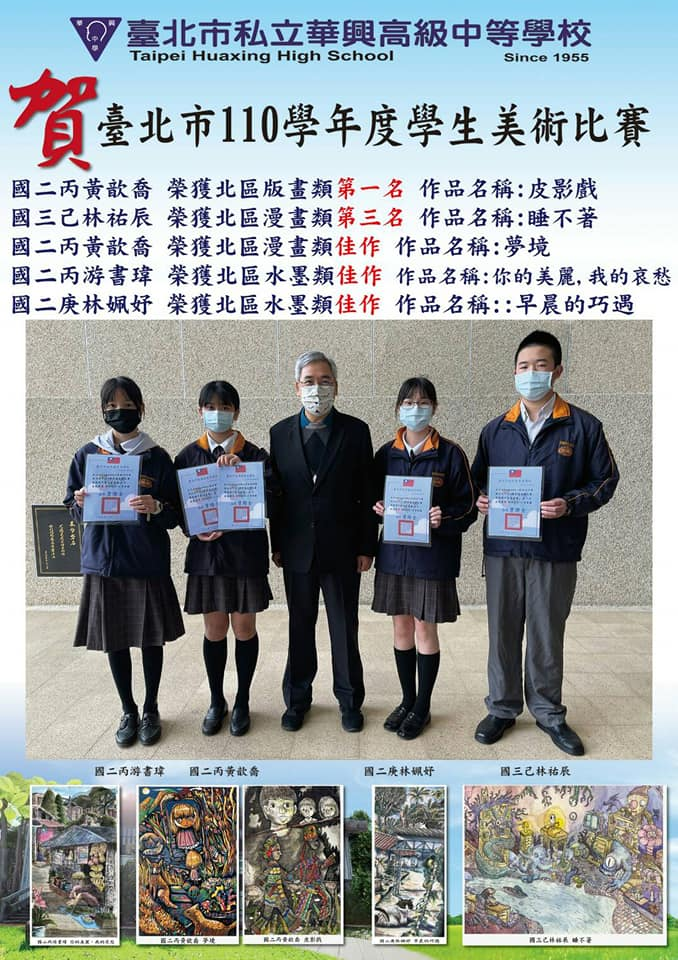 華興
中學
臺北市私立華興高級中等學校
Taipei Huaxing High School Since 1955
賀 臺北市110學年度學生美術比賽
國二丙黃歆喬 榮獲北區版畫類第一名 作品名稱:皮影戲
國三己林祐辰 榮獲北區漫畫類第三名 作品名稱:睡不著
國二丙黃歆喬 榮獲北區漫畫類佳作 作品名稱:夢境
國二丙游書瑋 榮獲北區水墨類佳作 作品名稱:你的美麗,我的哀愁
國二庚林姵妤 榮獲北區水墨類佳作 作品名稱::早晨的巧遇
國二丙游書瑋 國二丙黃歆喬 國二庚林姵妤 國三己林祐辰
國二丙游書瑋 你的美麗,我的哀愁
國二丙黃歆喬 夢境
國二丙黃歆喬 皮影戲
國二庚林姵妤 早晨的巧遇
國三己林祐辰 睡不著